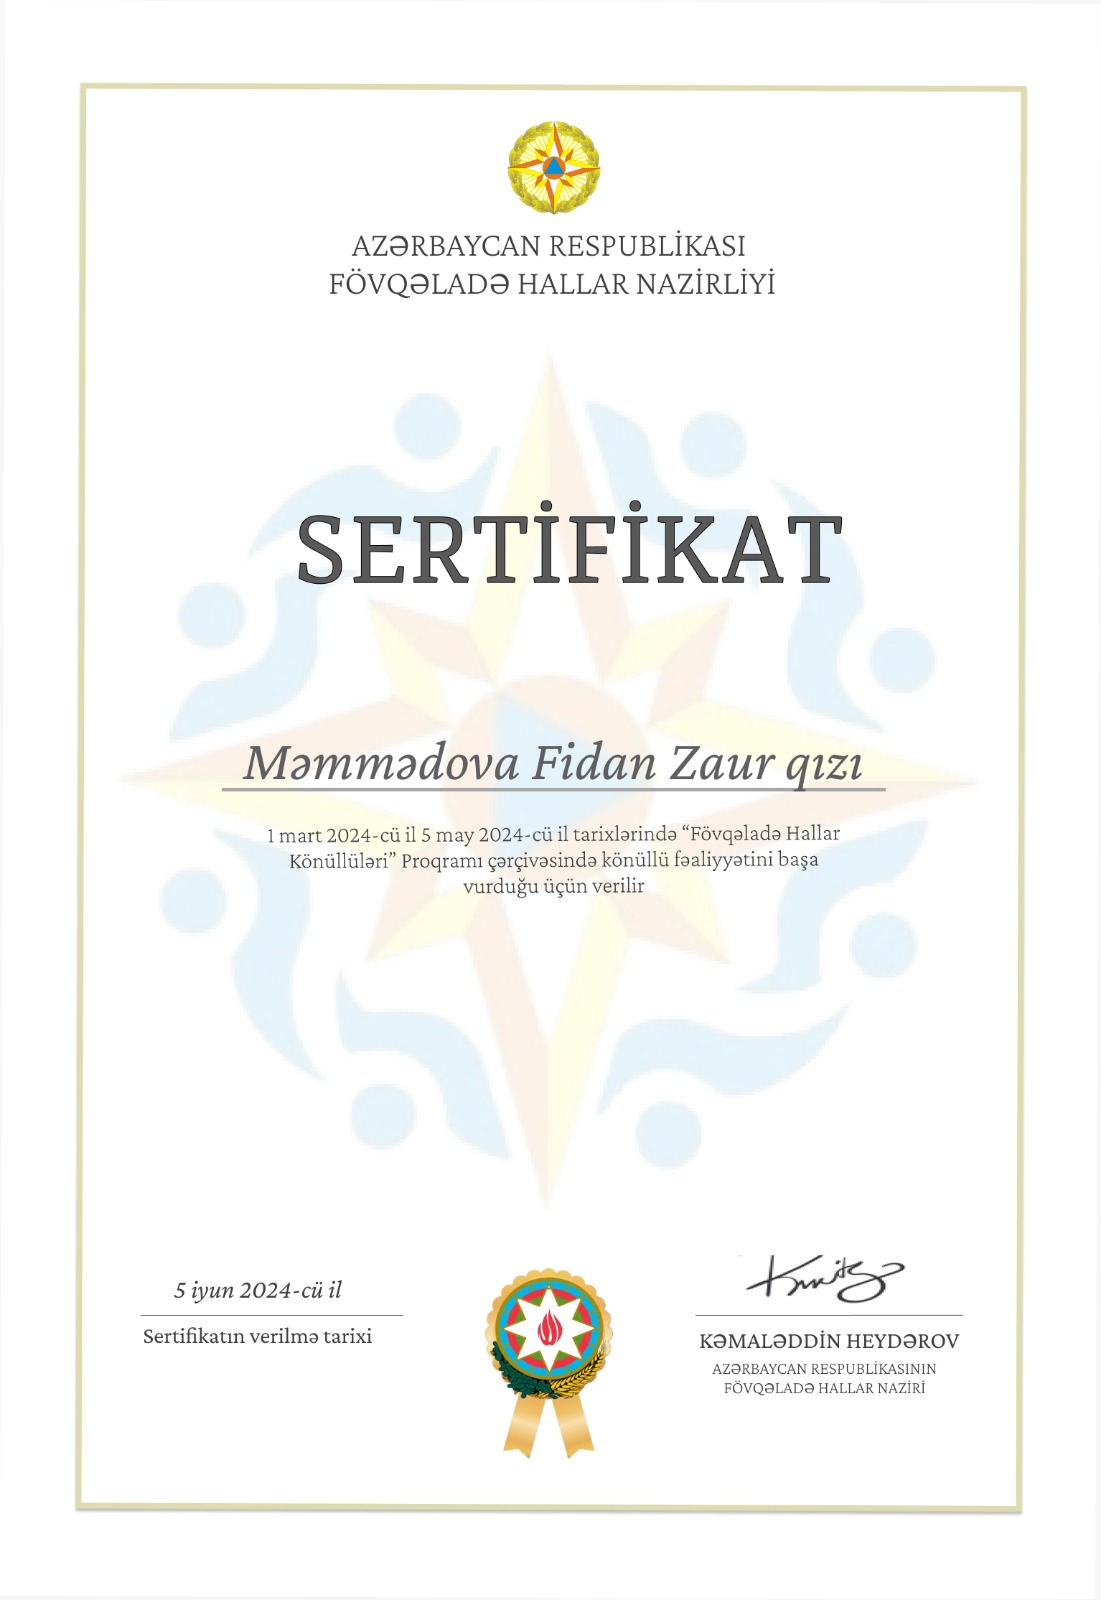 AZƏRBAYCAN RESPUBLİKASI
FÖVQƏLADƏ HALLAR NAZİRLİYİ
SERTİFİKAT
Məmmədova Fidan Zaur qızı
1 mart 2024-cü il 5 may 2024-cü il tarixlərində “Fövqəladə Hallar
Könüllüləri” Proqramı çərçivəsində könüllü fəaliyyətini başa
vurduğu üçün verilir
5 iyun 2024-cü il
Sertifikatın verilmə tarixi
KƏMALƏDDİN HEYDƏROV
AZƏRBAYCAN RESPUBLİKASININ
FÖVQƏLADƏ HALLAR NAZİRİ